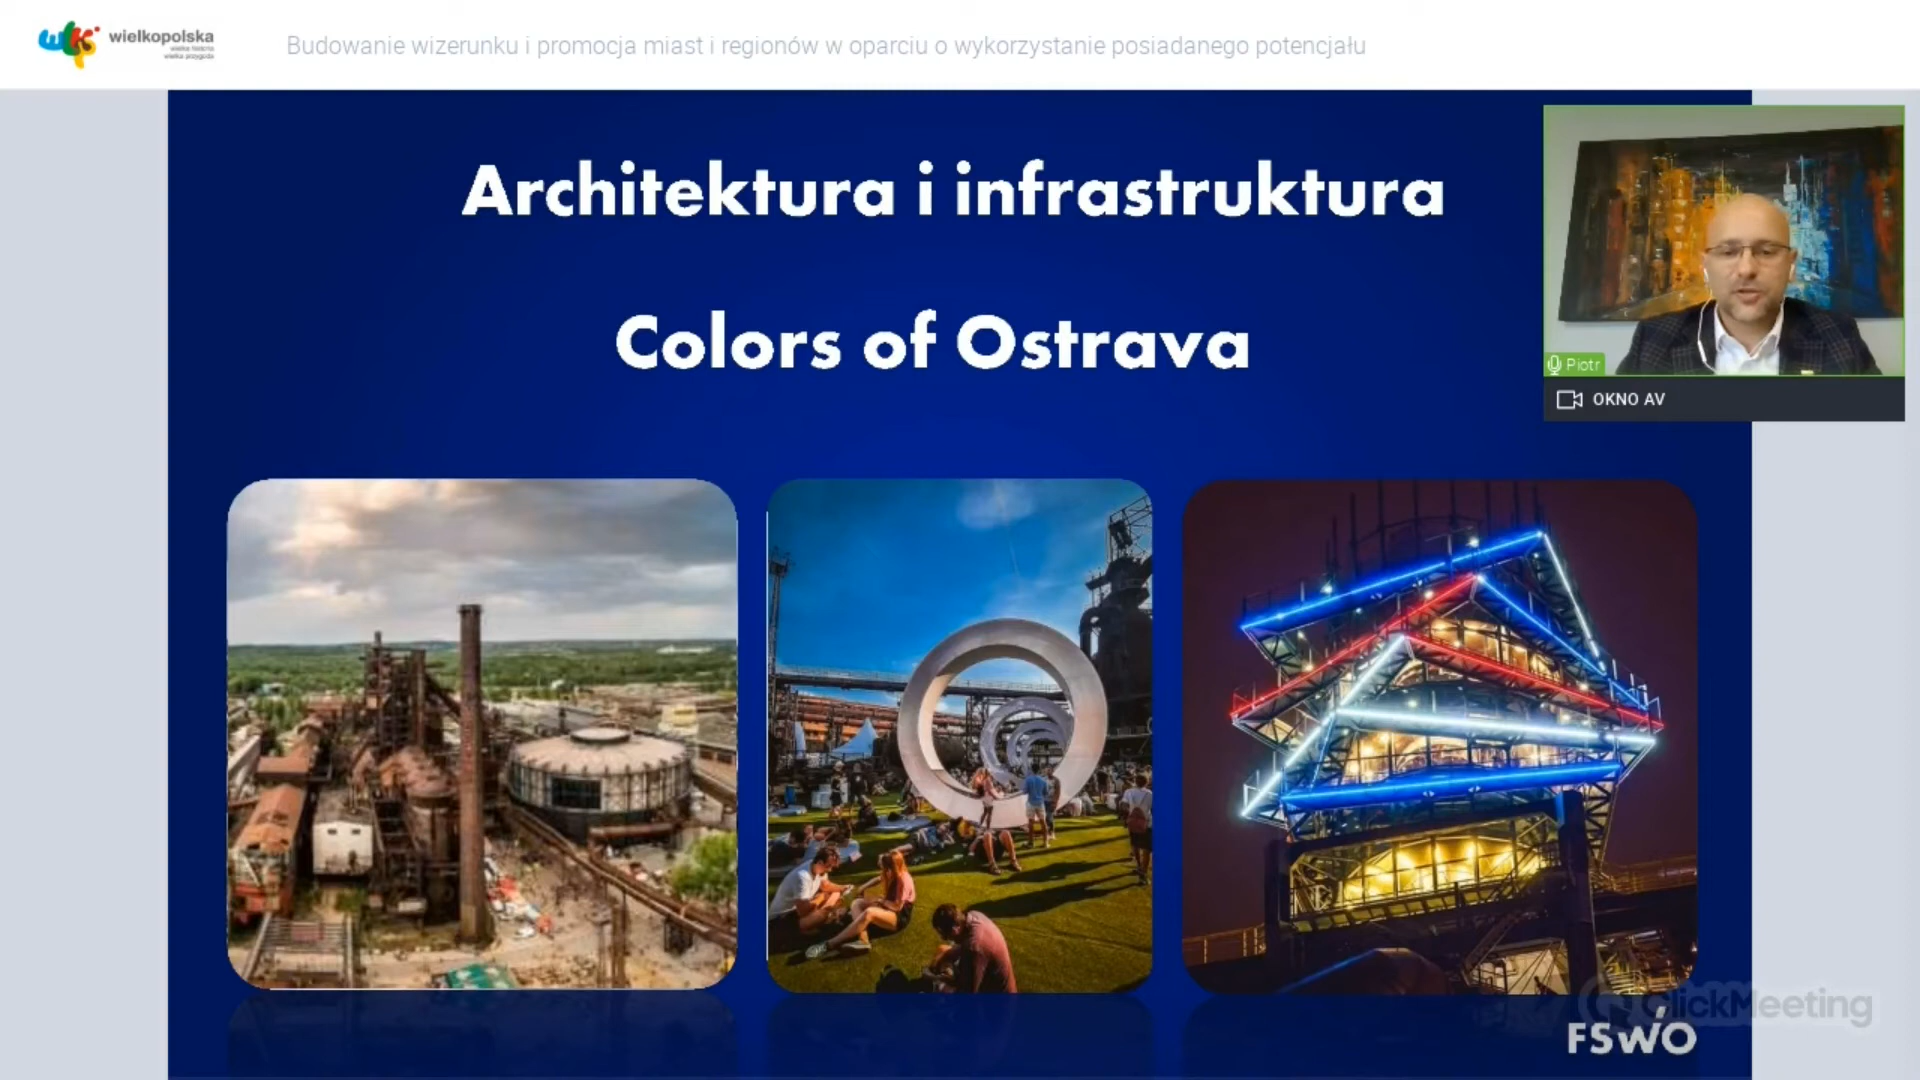 wielkopolska
wielka historia
wielka przygoda
Budowanie wizerunku i promocja miast i regionów w oparciu o wykorzystanie posiadanego potencjału
Architektura i infrastruktura
Colors of Ostrava
Piotr
OKNO AV
ClickMeeting
FSWO